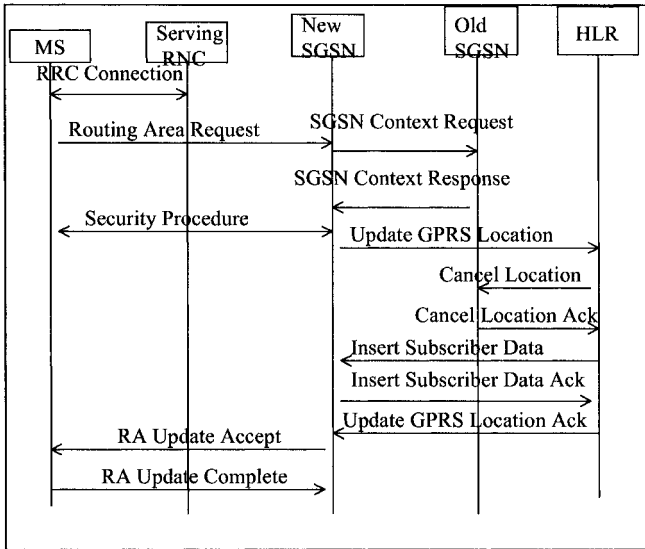 MS
Serving
RNC
New
SGSN
Old
SGSN
HLR
RRC Connection
Routing Area Request
SGSN Context Request
SGSN Context Response
Security Procedure
Update GPRS Location
Cancel Location
Cancel Location Ack
Insert Subscriber Data
Insert Subscriber Data Ack
Update GPRS Location Ack
RA Update Accept
RA Update Complete